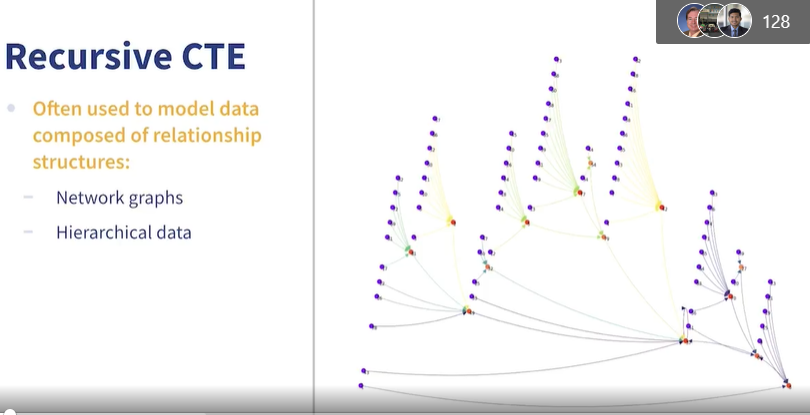 128
Recursive CTE
Often used to model data
composed of relationship
structures:
Network graphs
Hierarchical data